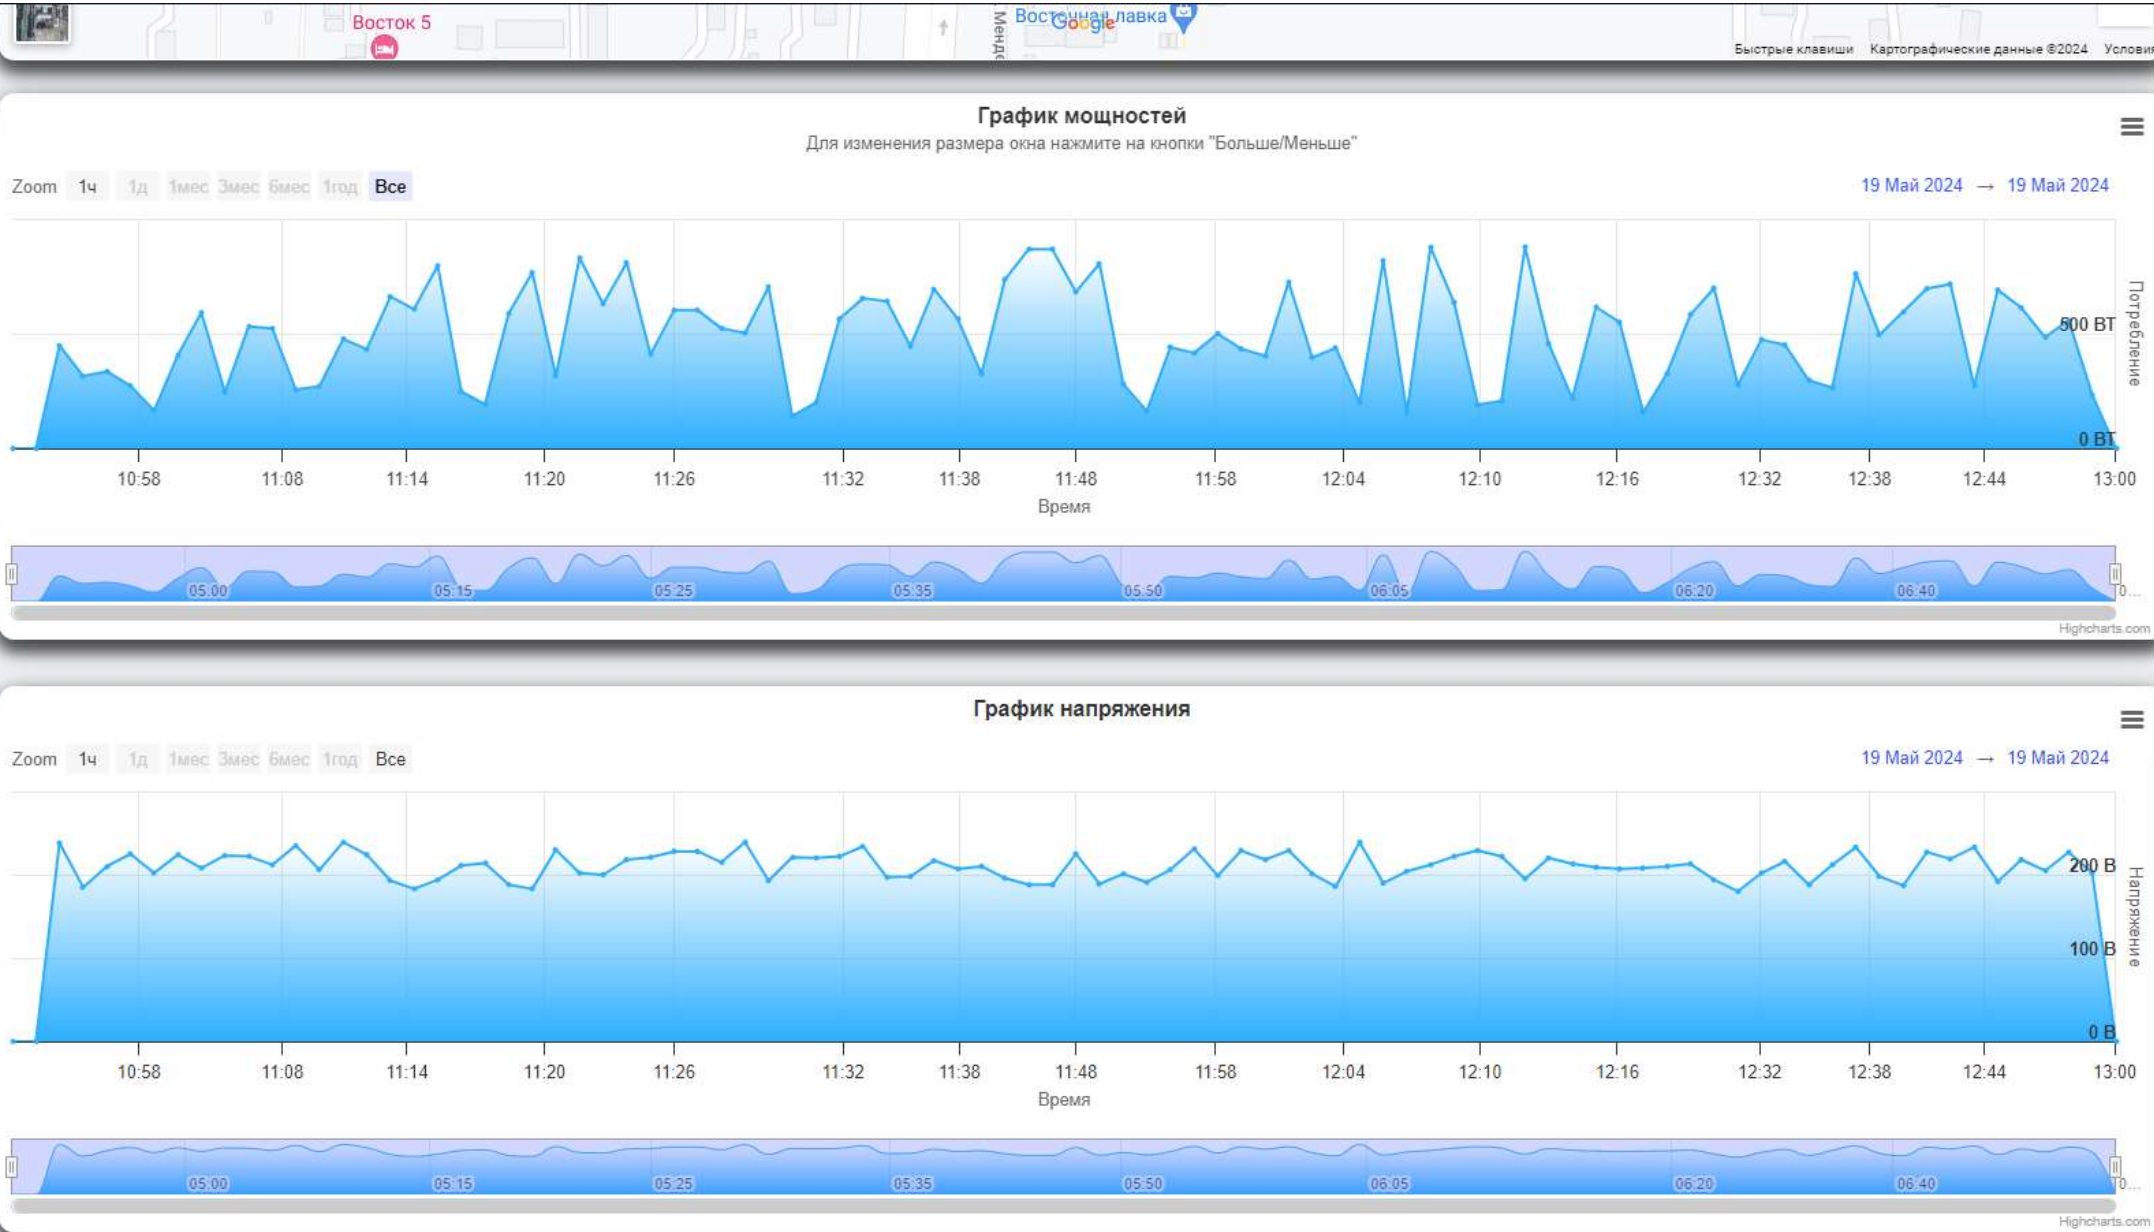 Восток 5
Менде
Восточная лавка
Google
Быстрые клавиши Картографические данные ©2024 Услови
График мощностей
Для изменения размера окна нажмите на кнопки "Больше/Меньше"
Zoom 1ч 1д 1мес 3мес 6мес 1год Все
19 Май 2024 → 19 Май 2024
500 ВТ
0 ВТ
Потребление
10:58 11:08 11:14 11:20 11:26 11:32 11:38 11:48 11:58 12:04 12:10 12:16 12:32 12:38 12:44 13:00
Время
05:00 05:15 05:25 05:35 05:50 06:05 06:20 06:40 0...
Highcharts.com
График напряжения
Zoom 1ч 1д 1мес 3мес 6мес 1год Все
19 Май 2024 → 19 Май 2024
200 В
100 В
0 В
Напряжение
10:58 11:08 11:14 11:20 11:26 11:32 11:38 11:48 11:58 12:04 12:10 12:16 12:32 12:38 12:44 13:00
Время
05:00 05:15 05:25 05:35 05:50 06:05 06:20 06:40 0...
Highcharts.com